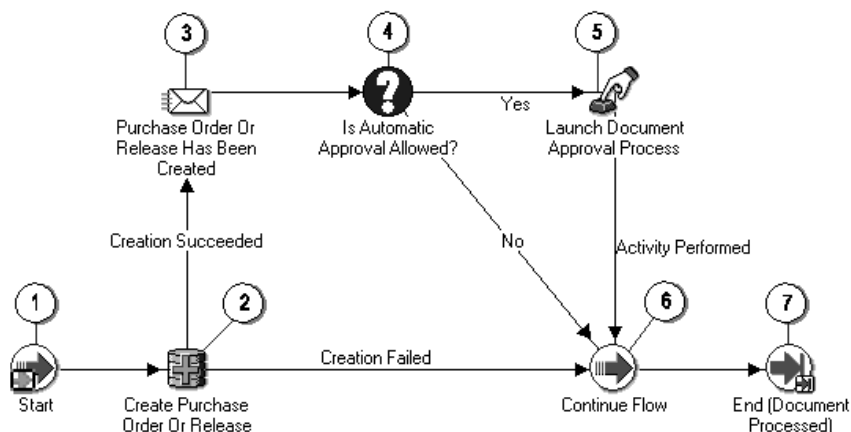 3
4
5
Purchase Order Or
Release Has Been
Created
Is Automatic
Approval Allowed?
Yes
Launch Document
Approval Process
Creation Succeeded
No
Activity Performed
1
2
6
7
Start
Create Purchase
Order Or Release
Creation Failed
Continue Flow
End (Document
Processed)